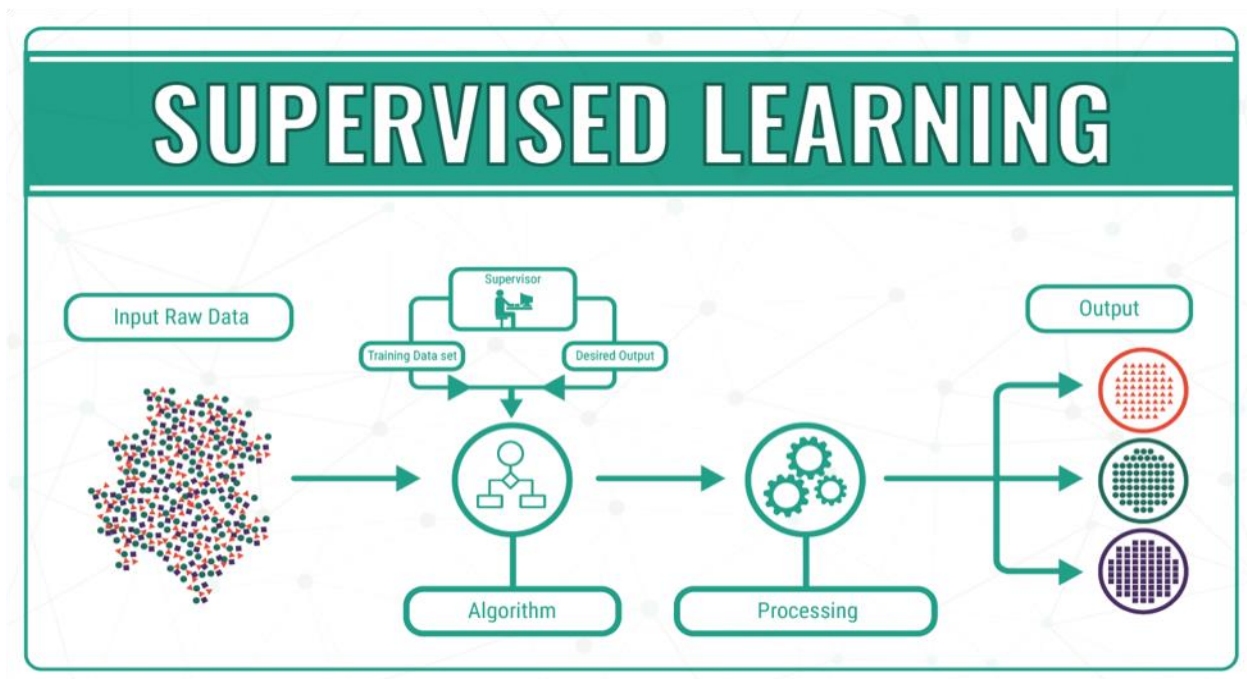 SUPERVISED LEARNING
Input Raw Data
Supervisor
Training Data set
Desired Output
Algorithm
Processing
Output